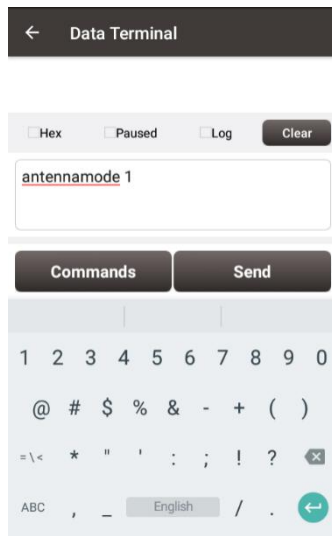 ← Data Terminal
Hex Paused Log Clear
antennamode 1
Commands Send
1 2 3 4 5 6 7 8 9 0
@ # $ % & - + ( )
= \ < * " ' : ; ! ?
ABC , _ English / .